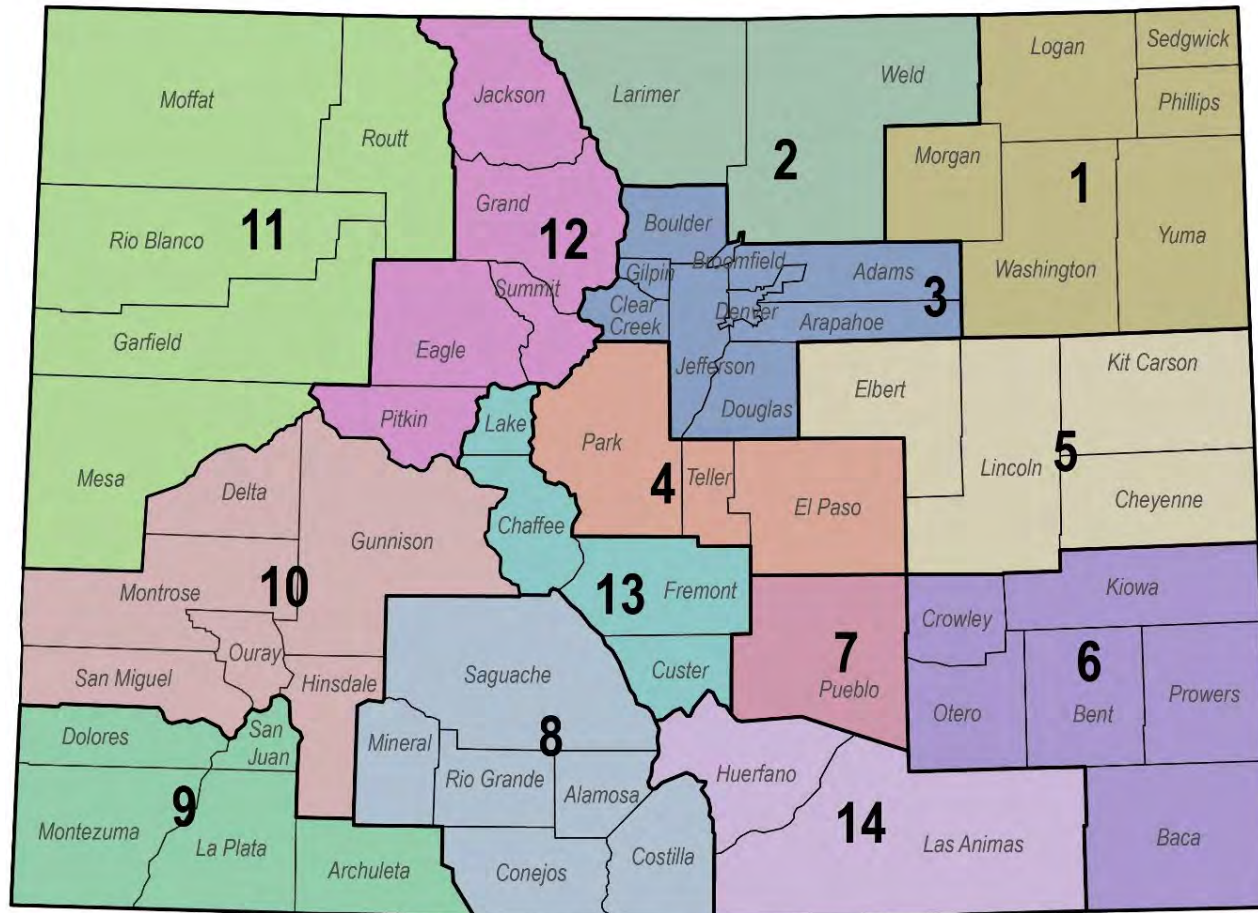 Moffat
Routt
Jackson
Larimer
Weld
Logan
Sedgwick
Phillips
Morgan
2
1
Grand
Rio Blanco
11
12
Boulder
Yuma
Broomfield
Gilpin
Adams
Washington
Summit
3
Clear
Creek
Denver
Arapahoe
Garfield
Eagle
Jefferson
Kit Carson
Elbert
Douglas
Pitkin
Lake
Park
Mesa
Delta
4
Teller
Lincoln
5
Cheyenne
El Paso
Chaffee
Gunnison
Montrose
10
13
Fremont
Kiowa
Crowley
Ouray
San Miguel
Hinsdale
Saguache
Custer
7
Pueblo
6
Otero
Bent
Prowers
Dolores
San
Juan
Mineral
8
Rio Grande
Alamosa
Huerfano
9
Montezuma
La Plata
Archuleta
Conejos
Costilla
14
Las Animas
Baca